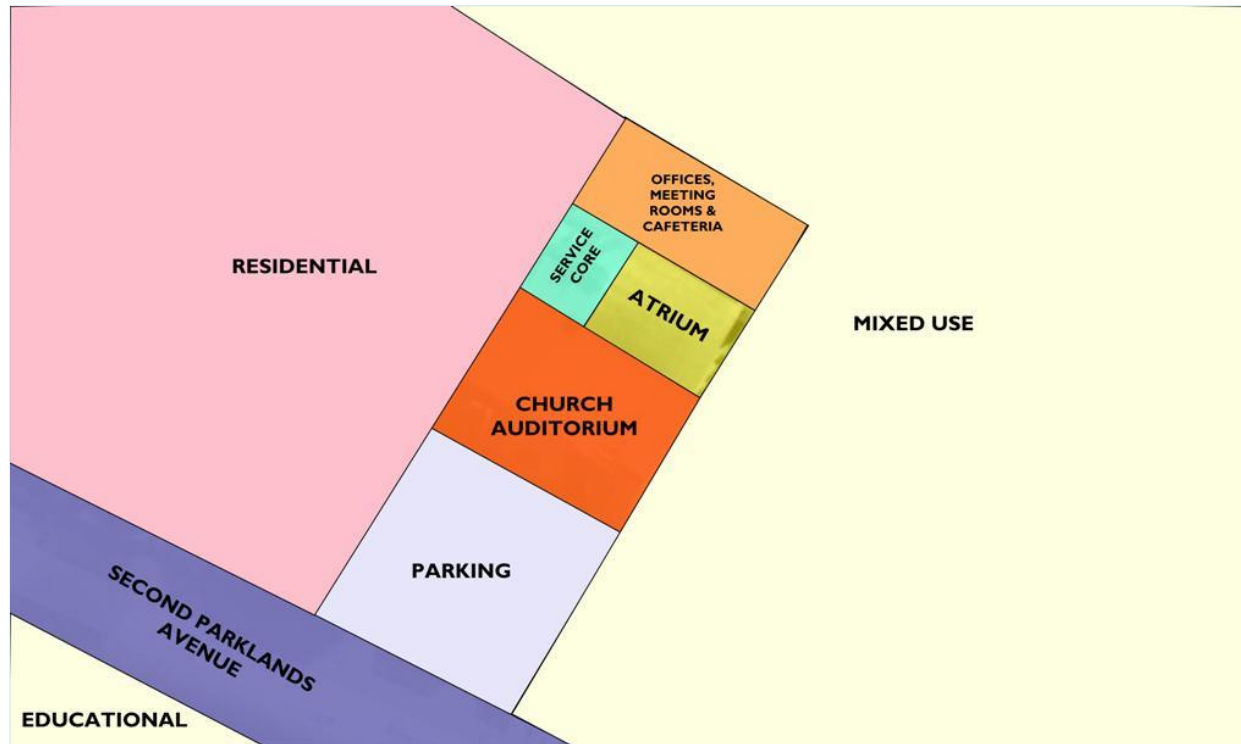 OFFICES,
MEETING
ROOMS &
CAFETERIA
SERVICE
CORE
RESIDENTIAL
ATRIUM
MIXED USE
CHURCH
AUDITORIUM
PARKING
SECOND PARKLANDS
AVENUE
EDUCATIONAL